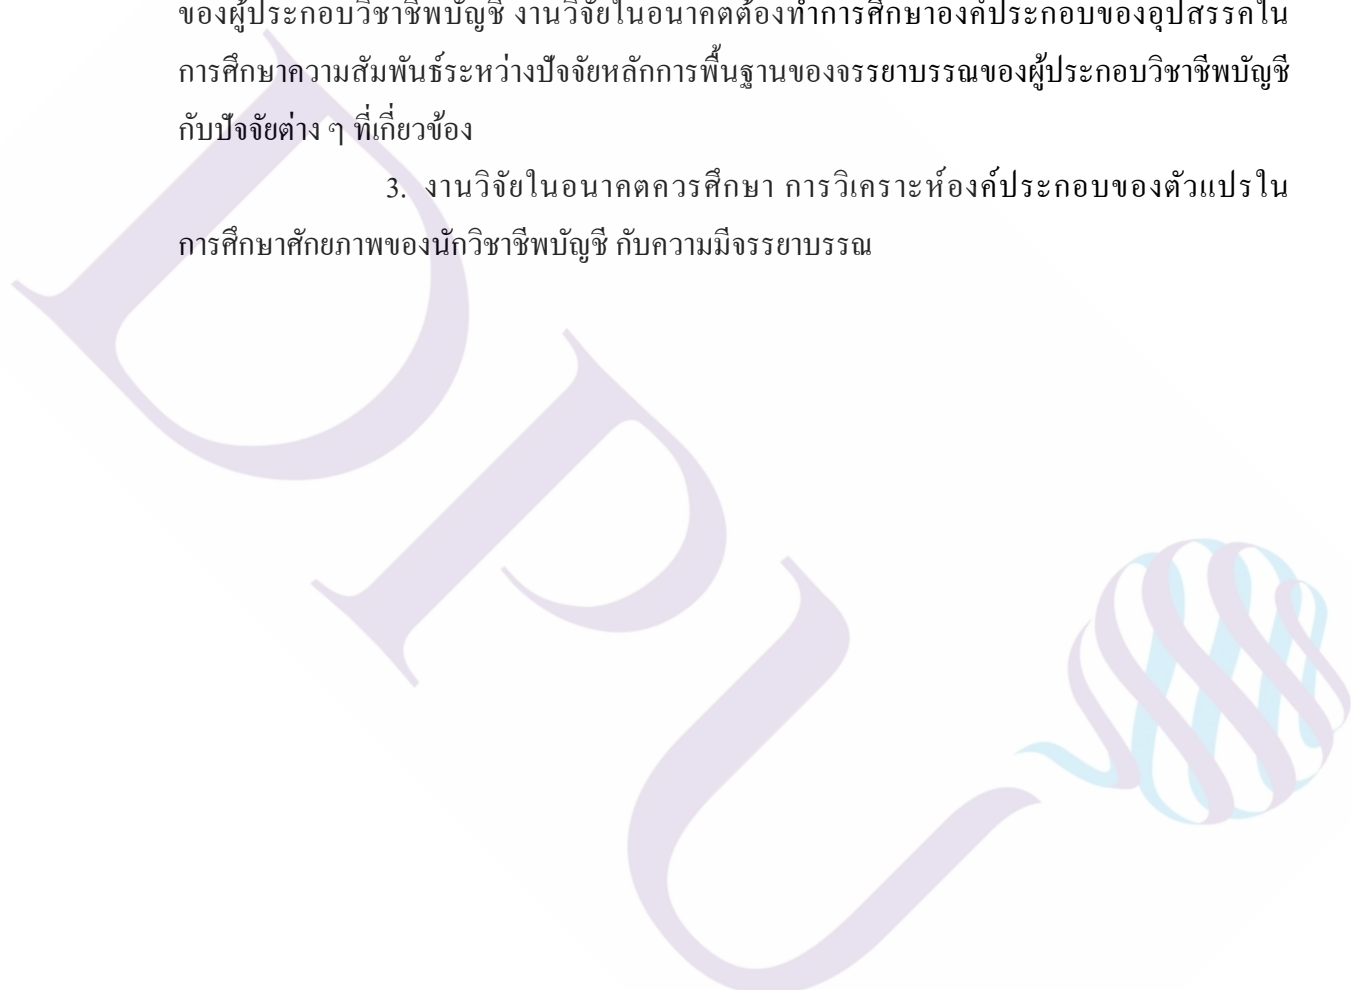 ของผู้ประกอบวิชาชีพบัญชี งานวิจัยในอนาคตต้องทำการศึกษาองค์ประกอบของอุปสรรคใน
การศึกษาความสัมพันธ์ระหว่างปัจจัยหลักการพื้นฐานของจรรยาบรรณของผู้ประกอบวิชาชีพบัญชี
กับปัจจัยต่าง ๆ ที่เกี่ยวข้อง
3. งานวิจัยในอนาคตควรศึกษา การวิเคราะห์องค์ประกอบของตัวแปรใน
การศึกษาศักยภาพของนักวิชาชีพบัญชี กับความมีจรรยาบรรณ
DPU